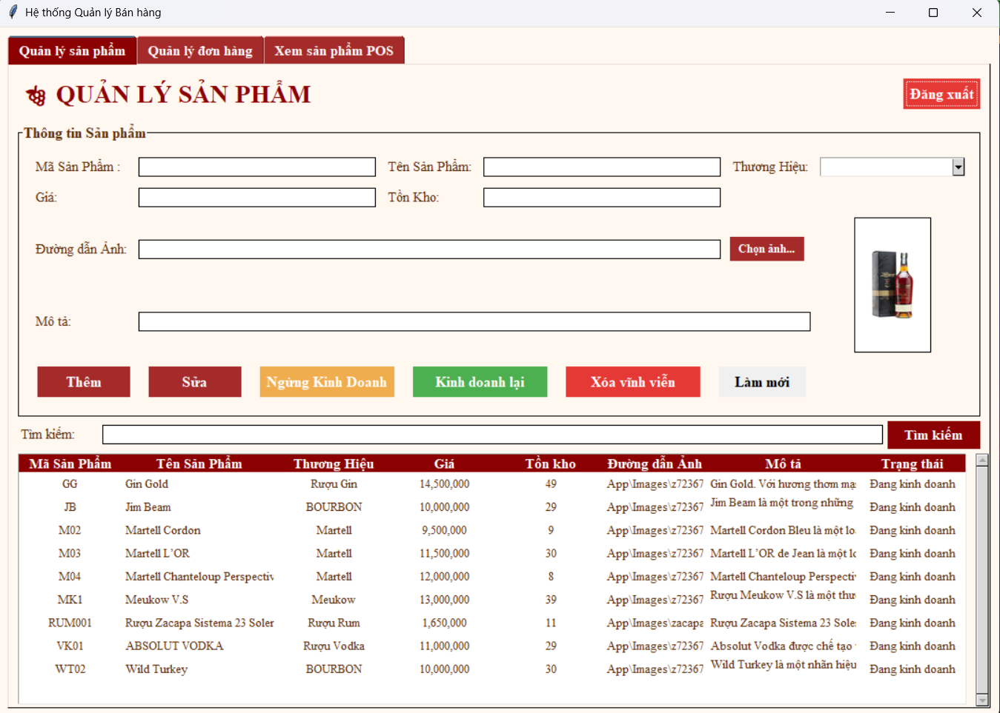 Hệ thống Quản lý Bán hàng
Quản lý sản phẩm Quản lý đơn hàng Xem sản phẩm POS
QUẢN LÝ SẢN PHẨM Đăng xuất
Thông tin Sản phẩm
Mã Sản Phẩm : Tên Sản Phẩm: Thương Hiệu:
Giá: Tồn Kho:
Đường dẫn Ảnh: Chọn ảnh...
Mô tả:
Thêm Sửa Ngừng Kinh Doanh Kinh doanh lại Xóa vĩnh viễn Làm mới
Tìm kiếm: Tìm kiếm
Mã Sản Phẩm Tên Sản Phẩm Thương Hiệu Giá Tồn kho Đường dẫn Ảnh Mô tả Trạng thái
GG Gin Gold Rượu Gin 14,500,000 49 App\Images\z72367 Gin Gold. Với hương thơm mạ Đang kinh doanh
JB Jim Beam BOURBON 10,000,000 29 App\Images\z72367 Jim Beam là một trong những Đang kinh doanh
M02 Martell Cordon Martell 9,500,000 9 App\Images\z72367 Martell Cordon Bleu là một lo Đang kinh doanh
M03 Martell L’OR Martell 11,500,000 30 App\Images\z72367 Martell L’OR de Jean là một lo Đang kinh doanh
M04 Martell Chanteloup Perspectiv Martell 12,000,000 8 App\Images\z72367 Martell Chanteloup Perspecti Đang kinh doanh
MK1 Meukow V.S Meukow 13,000,000 39 App\Images\z72367 Rượu Meukow V.S là một thư Đang kinh doanh
RUM001 Rượu Zacapa Sistema 23 Soler Rượu Rum 1,650,000 11 App\Images\zacapa Rượu Zacapa Sistema 23 Sole Đang kinh doanh
VK01 ABSOLUT VODKA Rượu Vodka 11,000,000 29 App\Images\z72367 Absolut Vodka được chế tạo Đang kinh doanh
WT02 Wild Turkey BOURBON 10,000,000 30 App\Images\z72367 Wild Turkey là một nhãn hiệu Đang kinh doanh